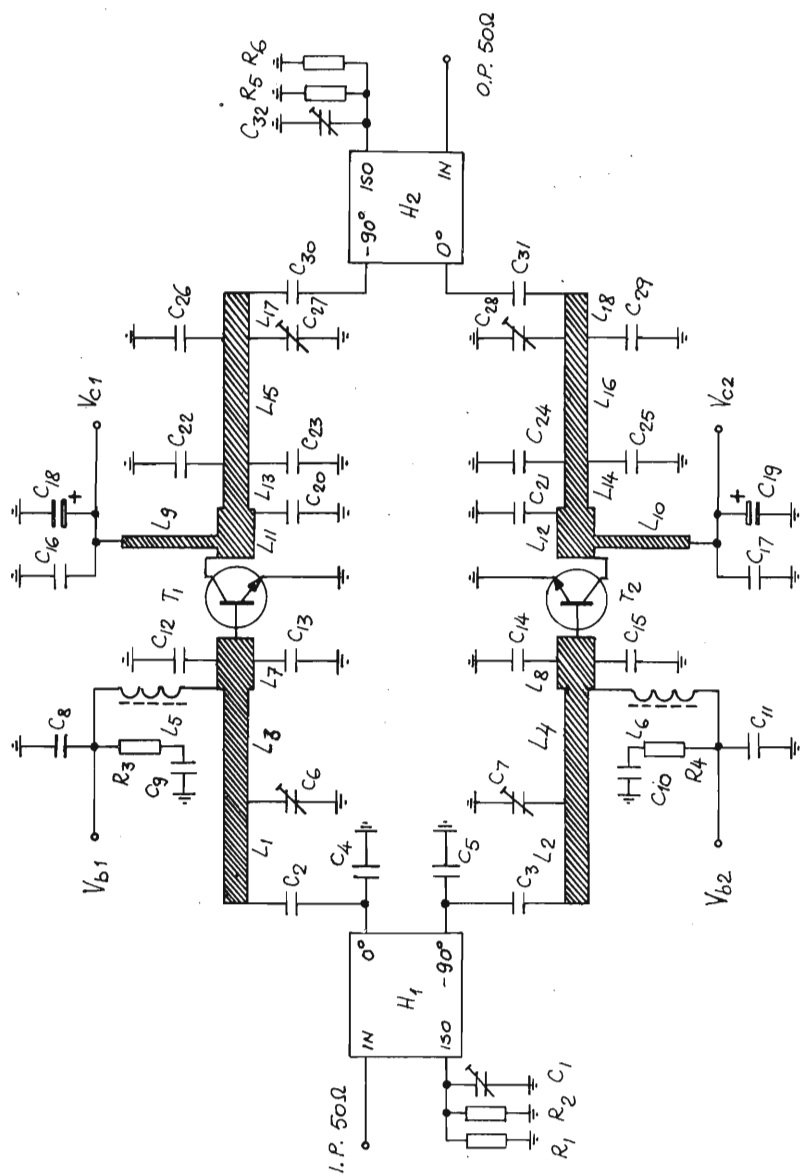 I.P. 50Ω
R1
R2
C1
IN
ISO
H1
0°
-90°
C4
C5
C2
C3
L1
L2
C6
C7
L3
L4
Vb1
Vb2
C8
R3
C9
L5
C10
R4
L6
C11
L7
L8
C12
C13
C14
C15
T1
T2
C16
C18
+
L9
Vc1
L10
C17
+
C19
Vc2
L11
L12
C20
C21
L13
L14
C22
C23
C24
C25
L15
L16
C26
L17
C27
C28
L18
C29
C30
C31
-90°
0°
H2
ISO
IN
C32
R5
R6
O.P. 50Ω